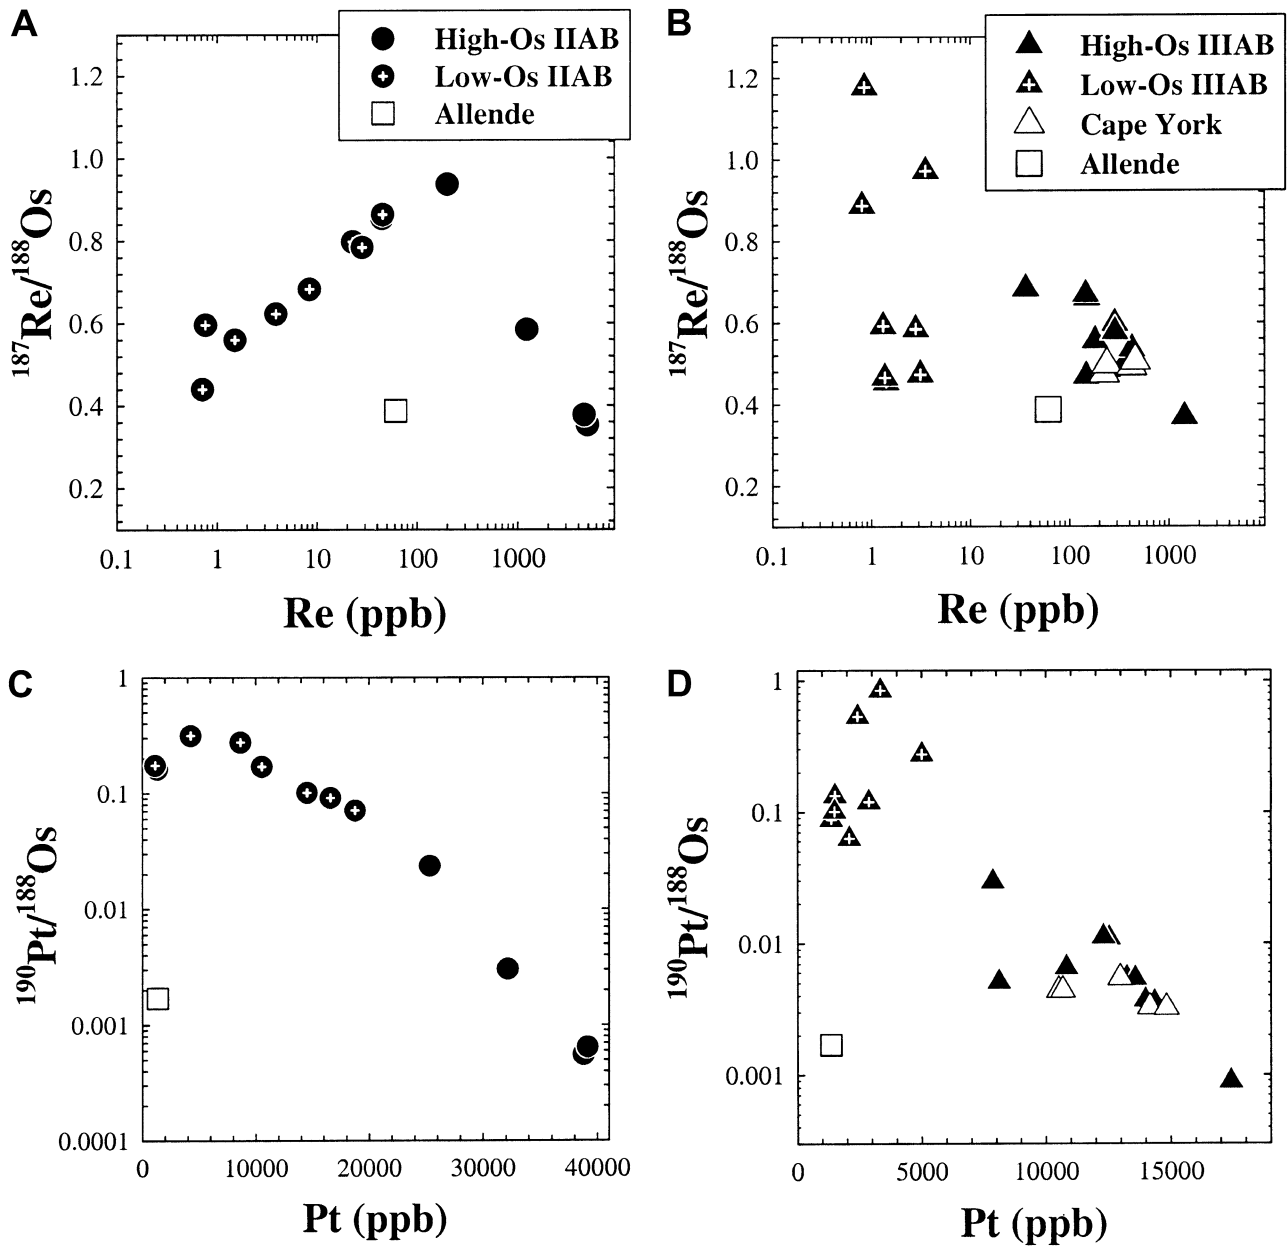 A
High-Os IIAB
Low-Os IIAB
Allende
1.2
1.0
0.8
0.6
0.4
0.2
187Re/188Os
0.1 1 10 100 1000
Re (ppb)
B
High-Os IIIAB
Low-Os IIIAB
Cape York
Allende
1.2
1.0
0.8
0.6
0.4
0.2
187Re/188Os
0.1 1 10 100 1000
Re (ppb)
C
1
0.1
0.01
0.001
0.0001
190Pt/188Os
0 10000 20000 30000 40000
Pt (ppb)
D
1
0.1
0.01
0.001
190Pt/188Os
0 5000 10000 15000
Pt (ppb)